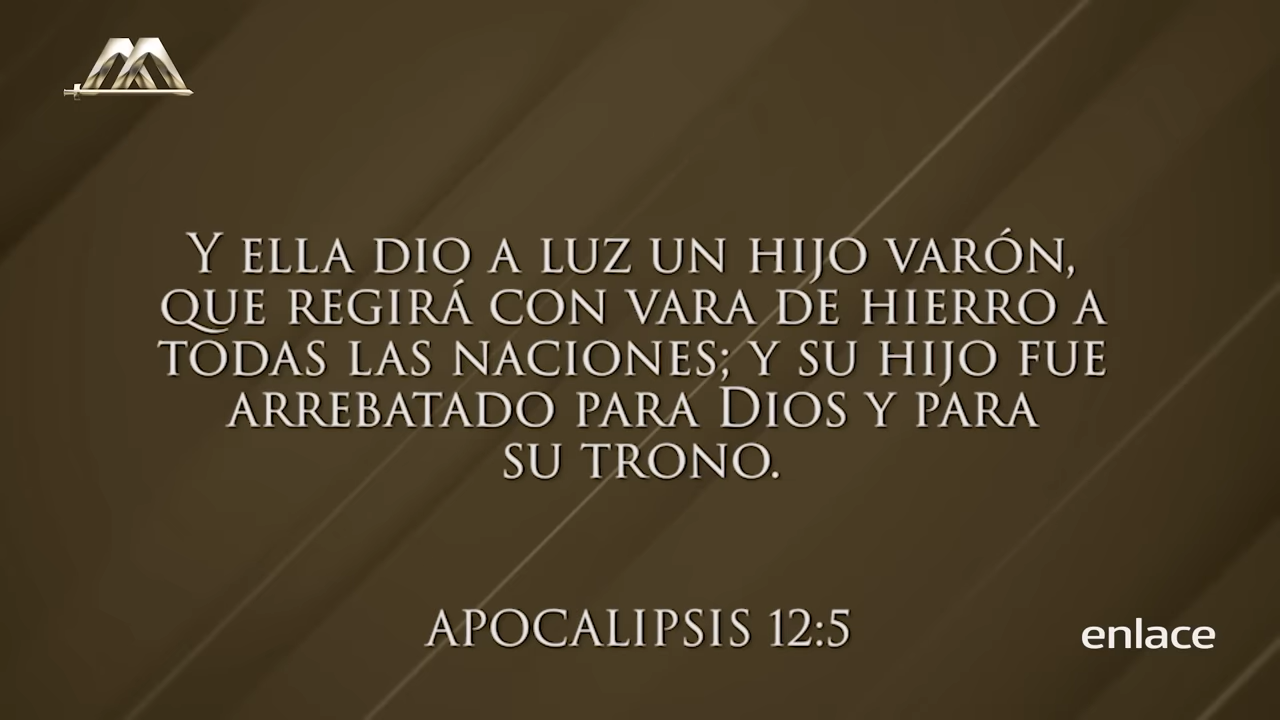 Y ELLA DIO A LUZ UN HIJO VARÓN,
QUE REGIRÁ CON VARA DE HIERRO A
TODAS LAS NACIONES; Y SU HIJO FUE
ARREBATADO PARA DIOS Y PARA
SU TRONO.
APOCALIPSIS 12:5
enlace